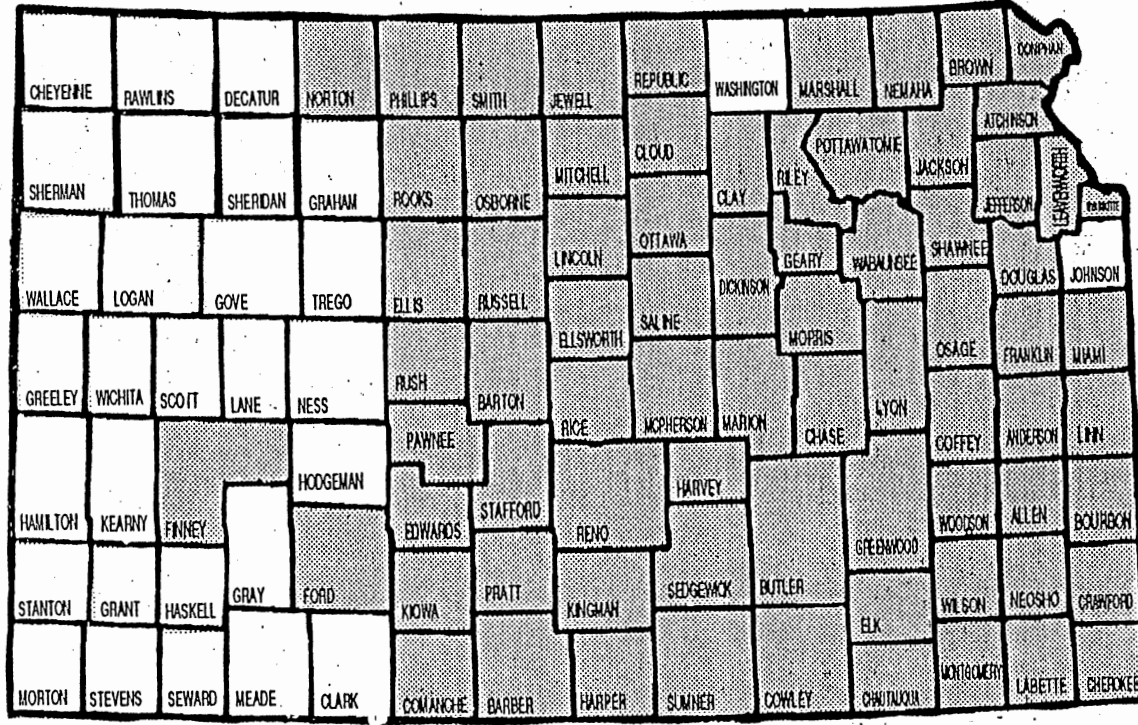 CHEYENNE
RAWLINS
DECATUR
NORTON
PHILLIPS
SMITH
JEWELL
REPUBLIC
WASHINGTON
MARSHALL
NEMAHA
BROWN
DONIPHAN
SHERMAN
THOMAS
SHERIDAN
GRAHAM
ROOKS
OSBORNE
MITCHELL
CLOUD
CLAY
RILEY
POTTAWATOMIE
JACKSON
ATCHINSON
JEFFERSON
LEAVENWORTH
WALLACE
LOGAN
GOVE
TREGO
ELLIS
RUSSELL
LINCOLN
OTTAWA
DICKINSON
GEARY
WABAUNSEE
SHAWNEE
DOUGLAS
JOHNSON
GREELEY
WICHITA
SCOTT
LANE
NESS
RUSH
BARTON
ELLSWORTH
SALINE
MORRIS
OSAGE
FRANKLIN
MIAMI
HAMILTON
KEARNY
FINNEY
HODGEMAN
PAWNEE
STAFFORD
RICE
MCPHERSON
MARION
CHASE
LYON
COFFEY
ANDERSON
LINN
EDWARDS
RENO
HARVEY
GREENWOOD
WOODSON
ALLEN
BOURBON
STANTON
GRANT
HASKELL
GRAY
FORD
KIOWA
PRATT
KINGMAN
SEDGEWICK
BUTLER
ELK
WILSON
NEOSHO
CRAWFORD
MORTON
STEVENS
SEWARD
MEADE
CLARK
COMANCHE
BARBER
HARPER
SUMNER
COWLEY
CHAUTAUQUA
MONTGOMERY
LABETTE
CHEROKEE